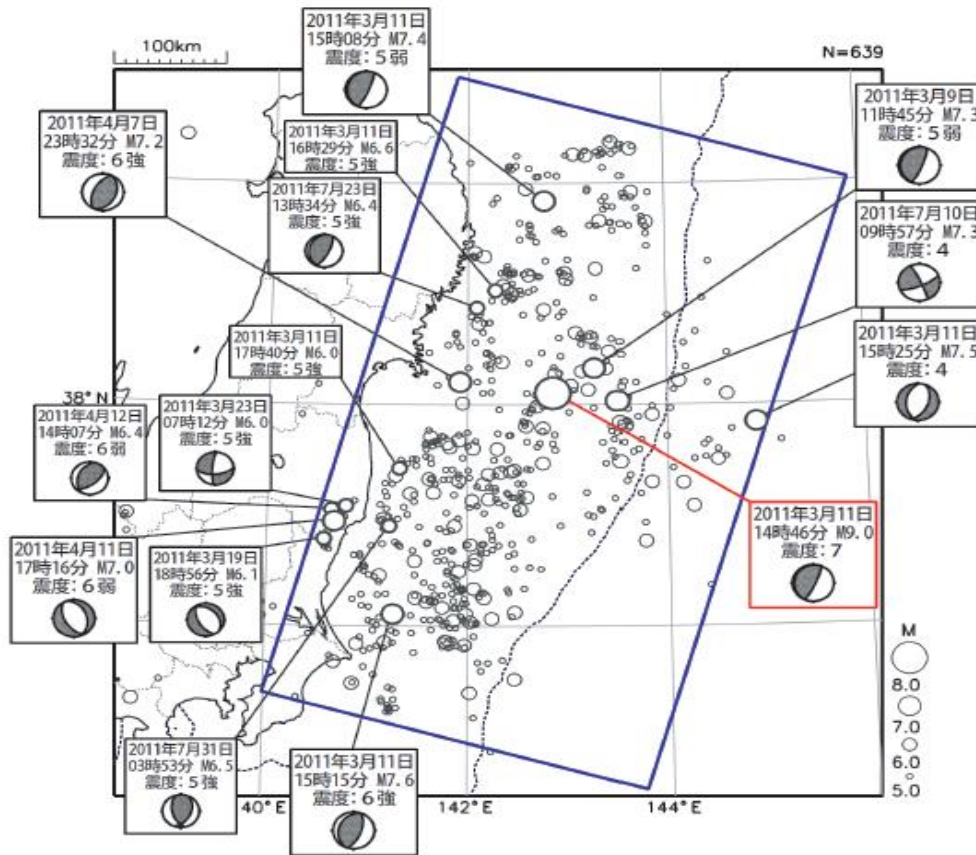 100km
N=639
2011年3月11日
15時08分 M7.4
震度:5弱
2011年3月9日
11時45分 M7.3
震度:5弱
2011年4月7日
23時32分 M7.2
震度:6強
2011年3月11日
16時29分 M6.6
震度:5強
2011年7月23日
13時34分 M6.4
震度:5強
2011年7月10日
09時57分 M7.3
震度:4
2011年3月11日
17時40分 M6.0
震度:5強
2011年3月11日
15時25分 M7.5
震度:4
38°N
2011年4月12日
14時07分 M6.4
震度:6弱
2011年3月23日
07時12分 M6.0
震度:5強
2011年3月11日
14時46分 M9.0
震度:7
2011年4月11日
17時16分 M7.0
震度:6弱
2011年3月19日
18時56分 M6.1
震度:5強
2011年7月31日
03時53分 M6.5
震度:5強
2011年3月11日
15時15分 M7.6
震度:6強
M
8.0
7.0
6.0
5.0
40°E
142°E
144°E